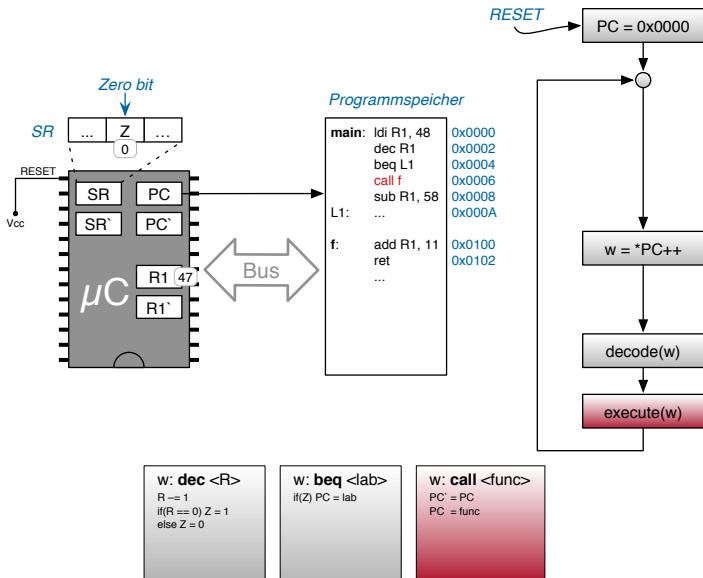 RESET
PC = 0x0000
Zero bit
SR
... Z ...
0
Programmspeicher
RESET
Vcc
SR PC
SR` PC`
R1 47
R1`
µC
Bus
main: ldi R1, 48 0x0000
dec R1 0x0002
beq L1 0x0004
call f 0x0006
sub R1, 58 0x0008
L1: ... 0x000A
f: add R1, 11 0x0100
ret 0x0102
...
w = *PC++
decode(w)
execute(w)
w: dec <R>
R −= 1
if(R == 0) Z = 1
else Z = 0
w: beq <lab>
if(Z) PC = lab
w: call <func>
PC` = PC
PC = func